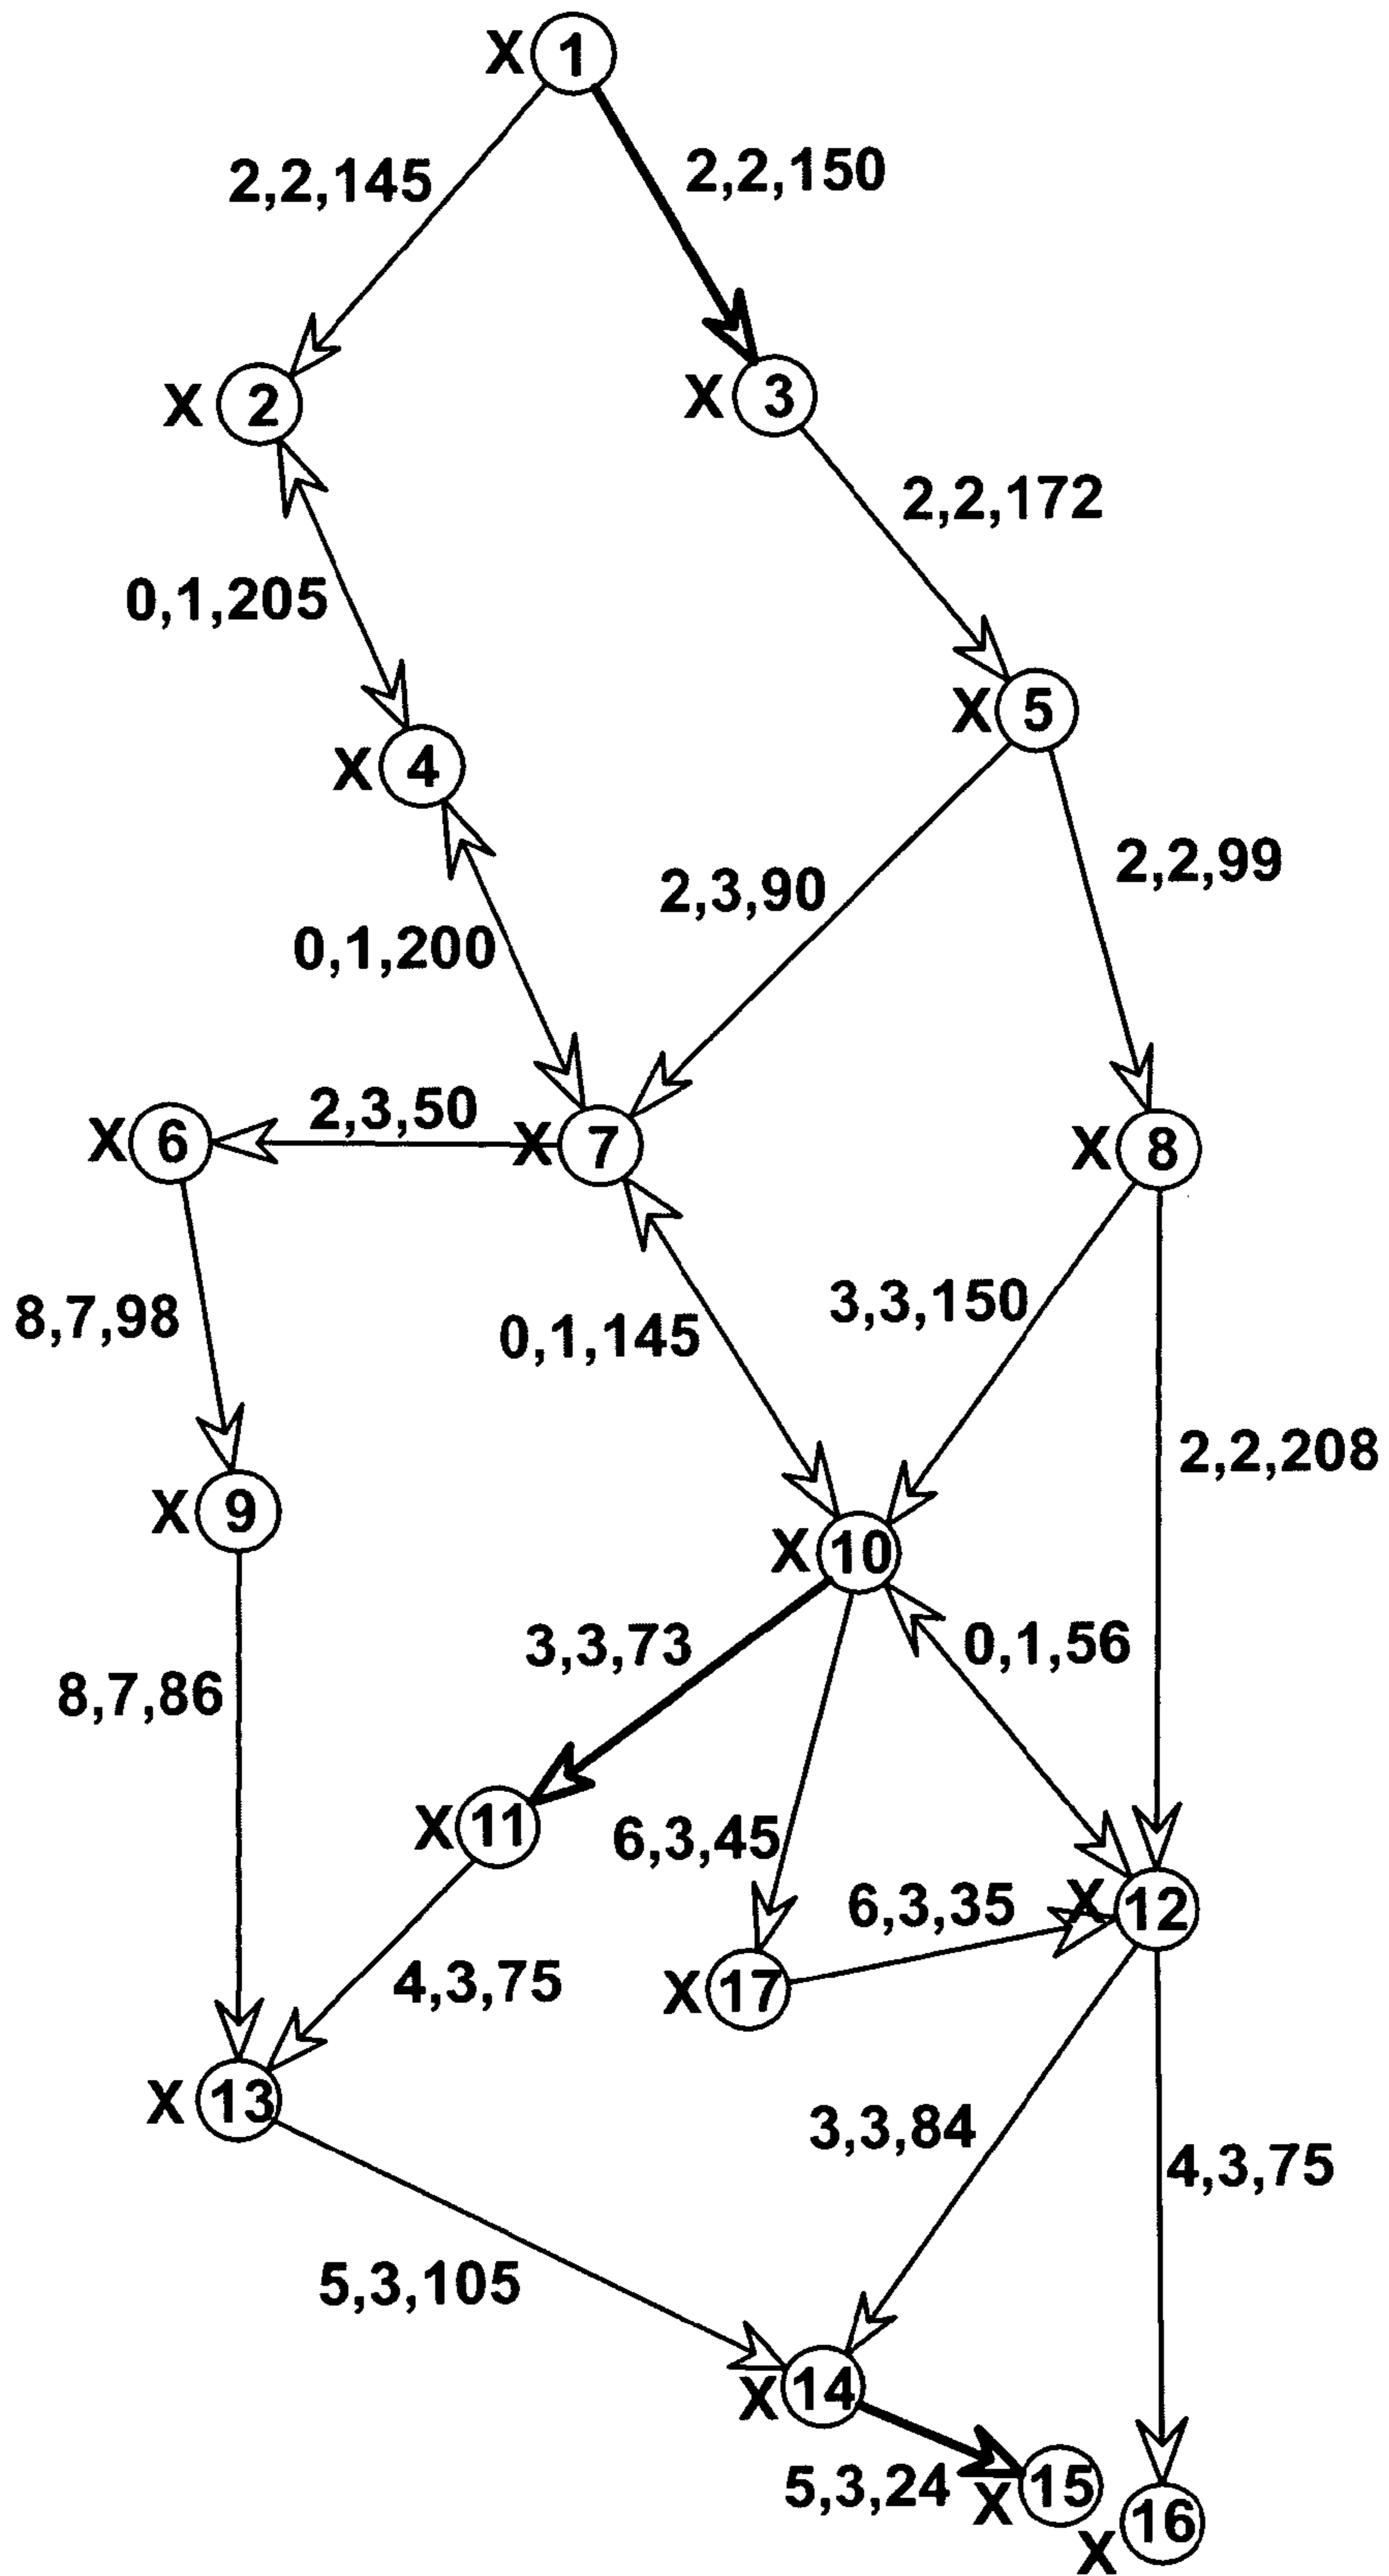 X 1
2,2,145
2,2,150
X 2
X 3
2,2,172
0,1,205
X 5
X 4
2,2,99
2,3,90
0,1,200
2,3,50
X 6
X 7
X 8
3,3,150
8,7,98
0,1,145
2,2,208
X 9
X 10
3,3,73
0,1,56
8,7,86
X 11
6,3,45
6,3,35
X 12
4,3,75
X 17
X 13
3,3,84
4,3,75
5,3,105
X 14
5,3,24
X 15
X 16